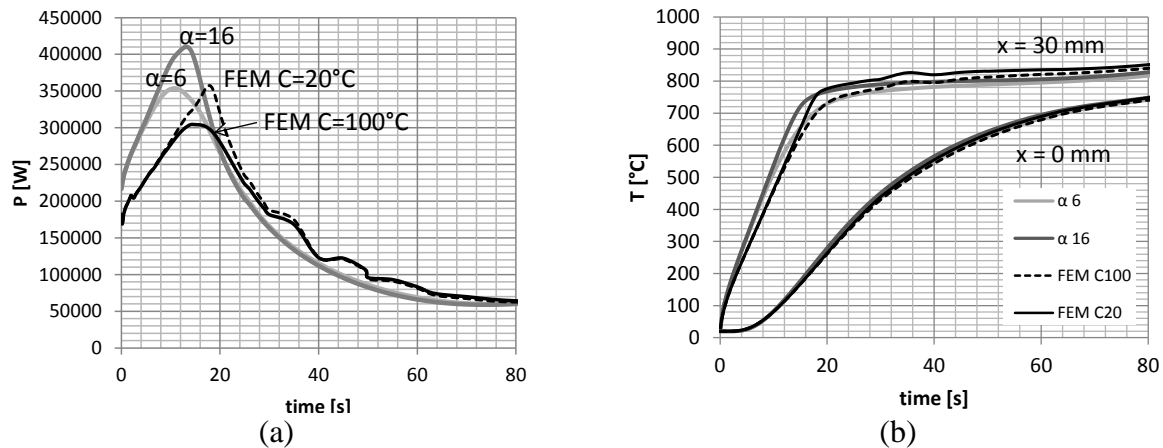 P [W]
450000
400000
350000
300000
250000
200000
150000
100000
50000
0
α=16
α=6
FEM C=20°C
FEM C=100°C
0 20 40 60 80
time [s]
(a)
T [°C]
1000
900
800
700
600
500
400
300
200
100
0
x = 30 mm
x = 0 mm
α 6
α 16
FEM C100
FEM C20
0 20 40 60 80
time [s]
(b)